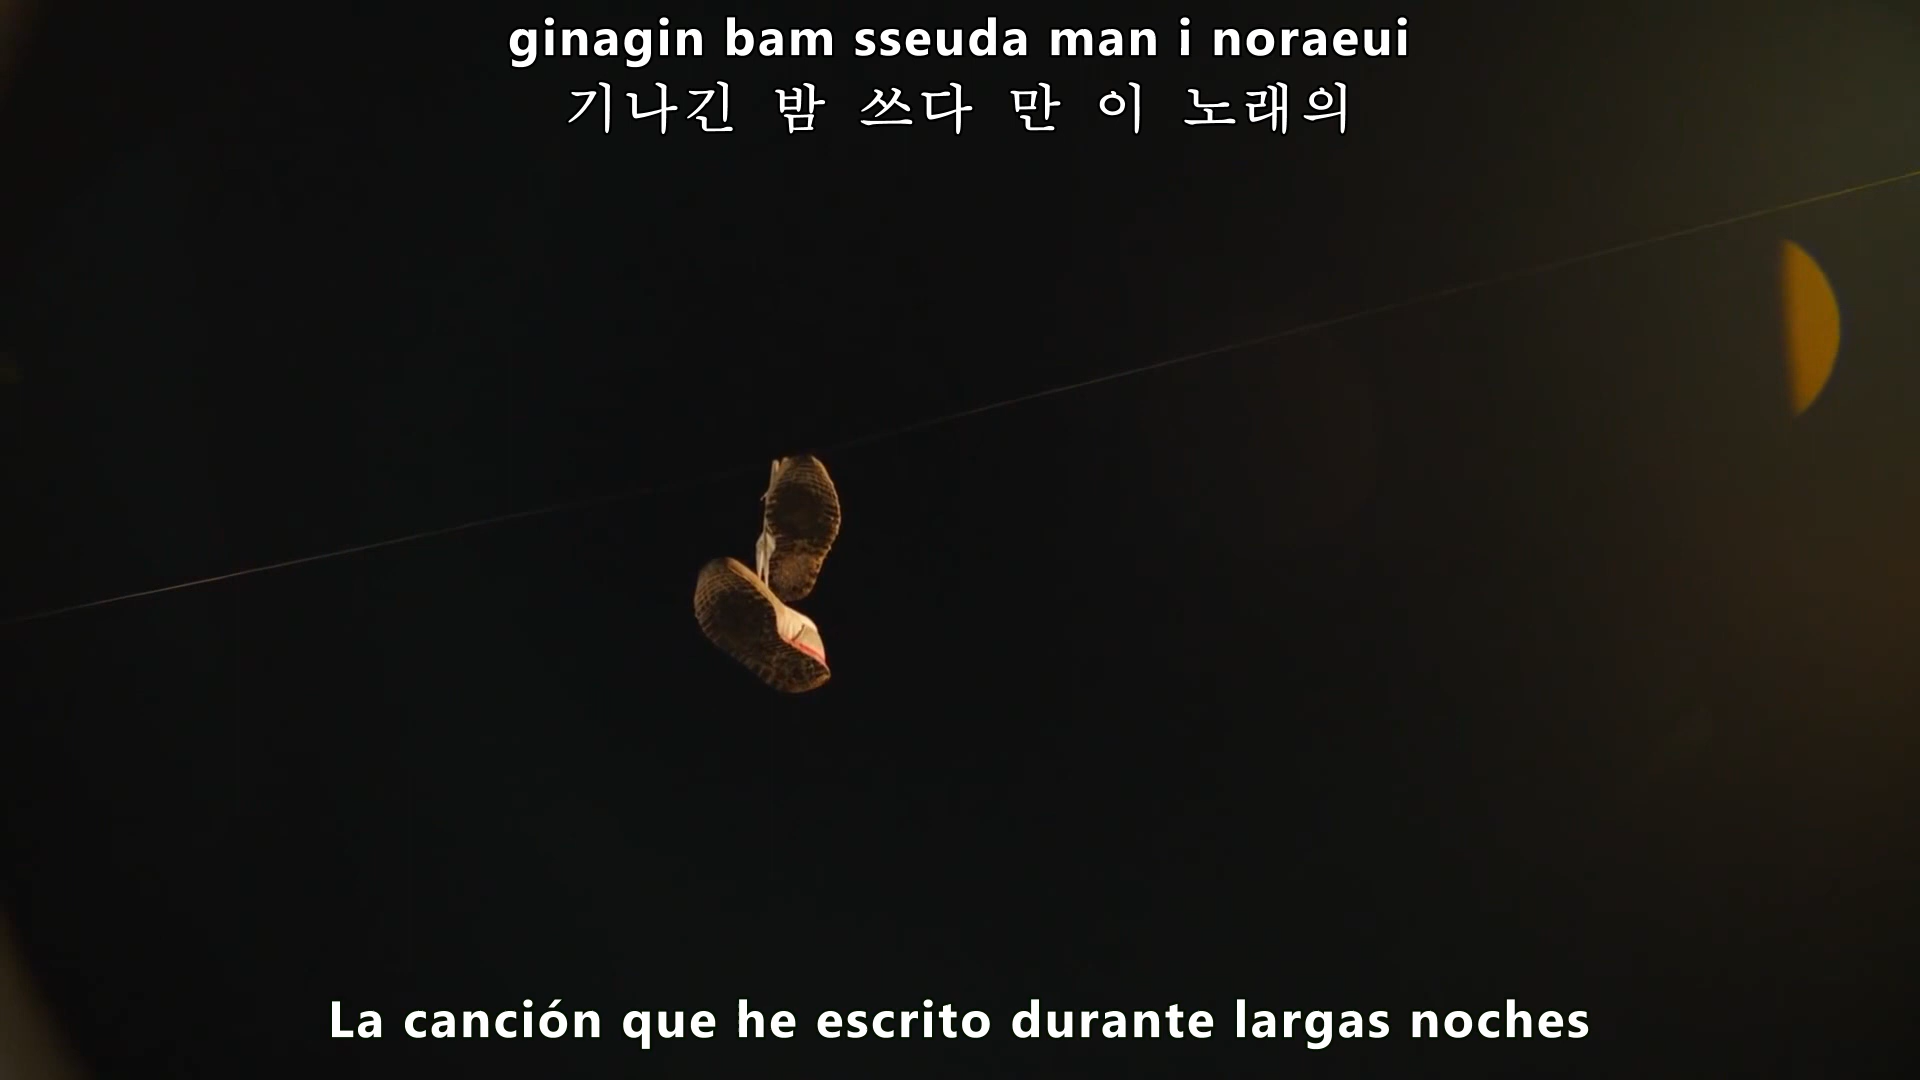 ginagin bam sseuda man i noraeui
기나긴 밤 쓰다 만 이 노래의
La canción que he escrito durante largas noches